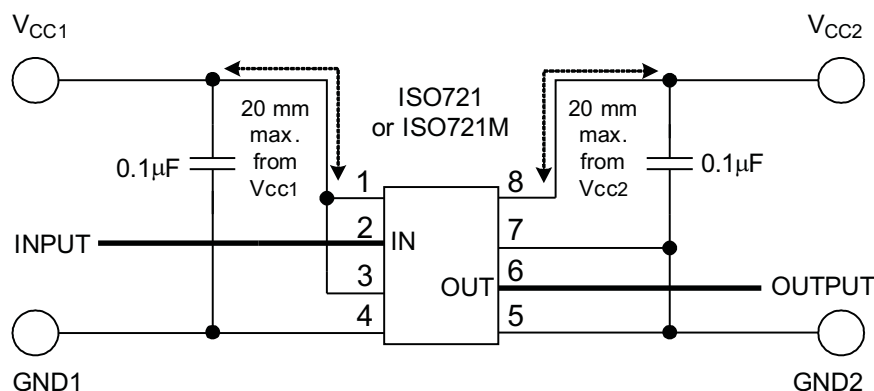 VCC1
VCC2
ISO721
or ISO721M
20 mm
max.
from
Vcc1
20 mm
max.
from
Vcc2
0.1μF
0.1μF
1
8
INPUT
2
IN
7
3
6
OUT
OUTPUT
4
5
GND1
GND2